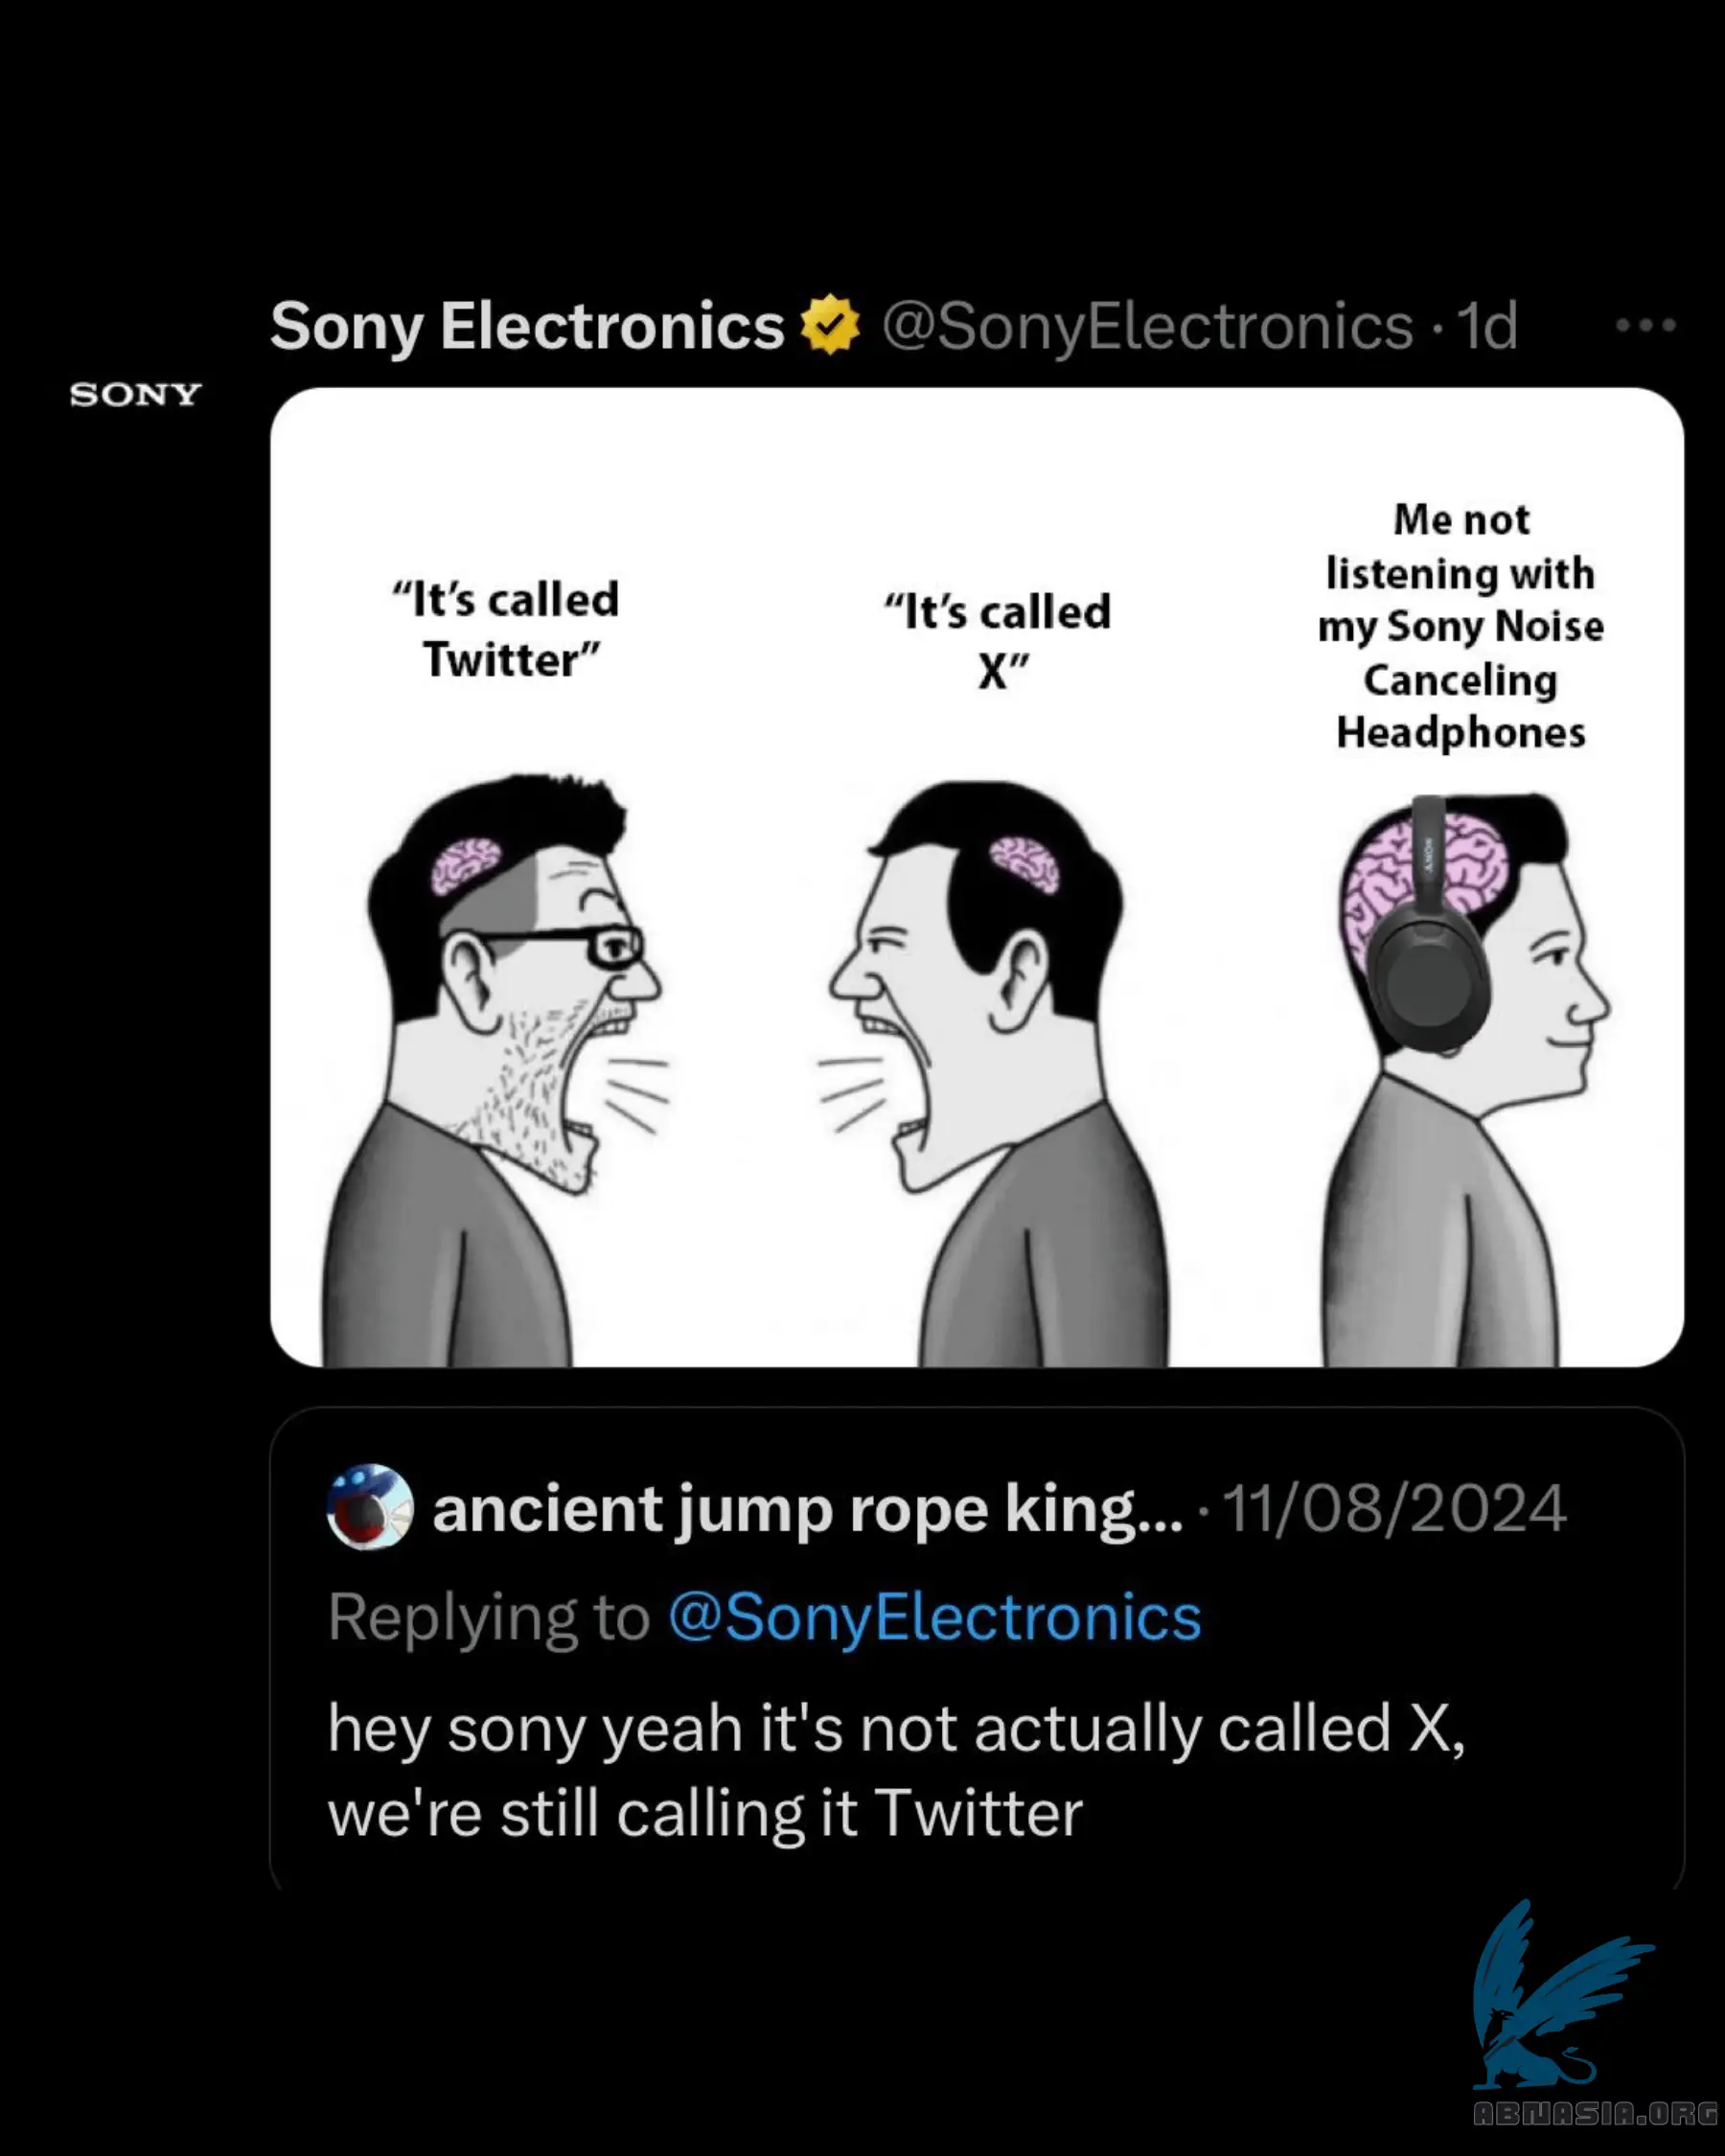 Sony Electronics @SonyElectronics · 1d
SONY
“It’s called
Twitter”
“It’s called
X”
Me not
listening with
my Sony Noise
Canceling
Headphones
SONY
ancient jump rope king... · 11/08/2024
Replying to @SonyElectronics
hey sony yeah it's not actually called X,
we're still calling it Twitter
ABNASIA.ORG